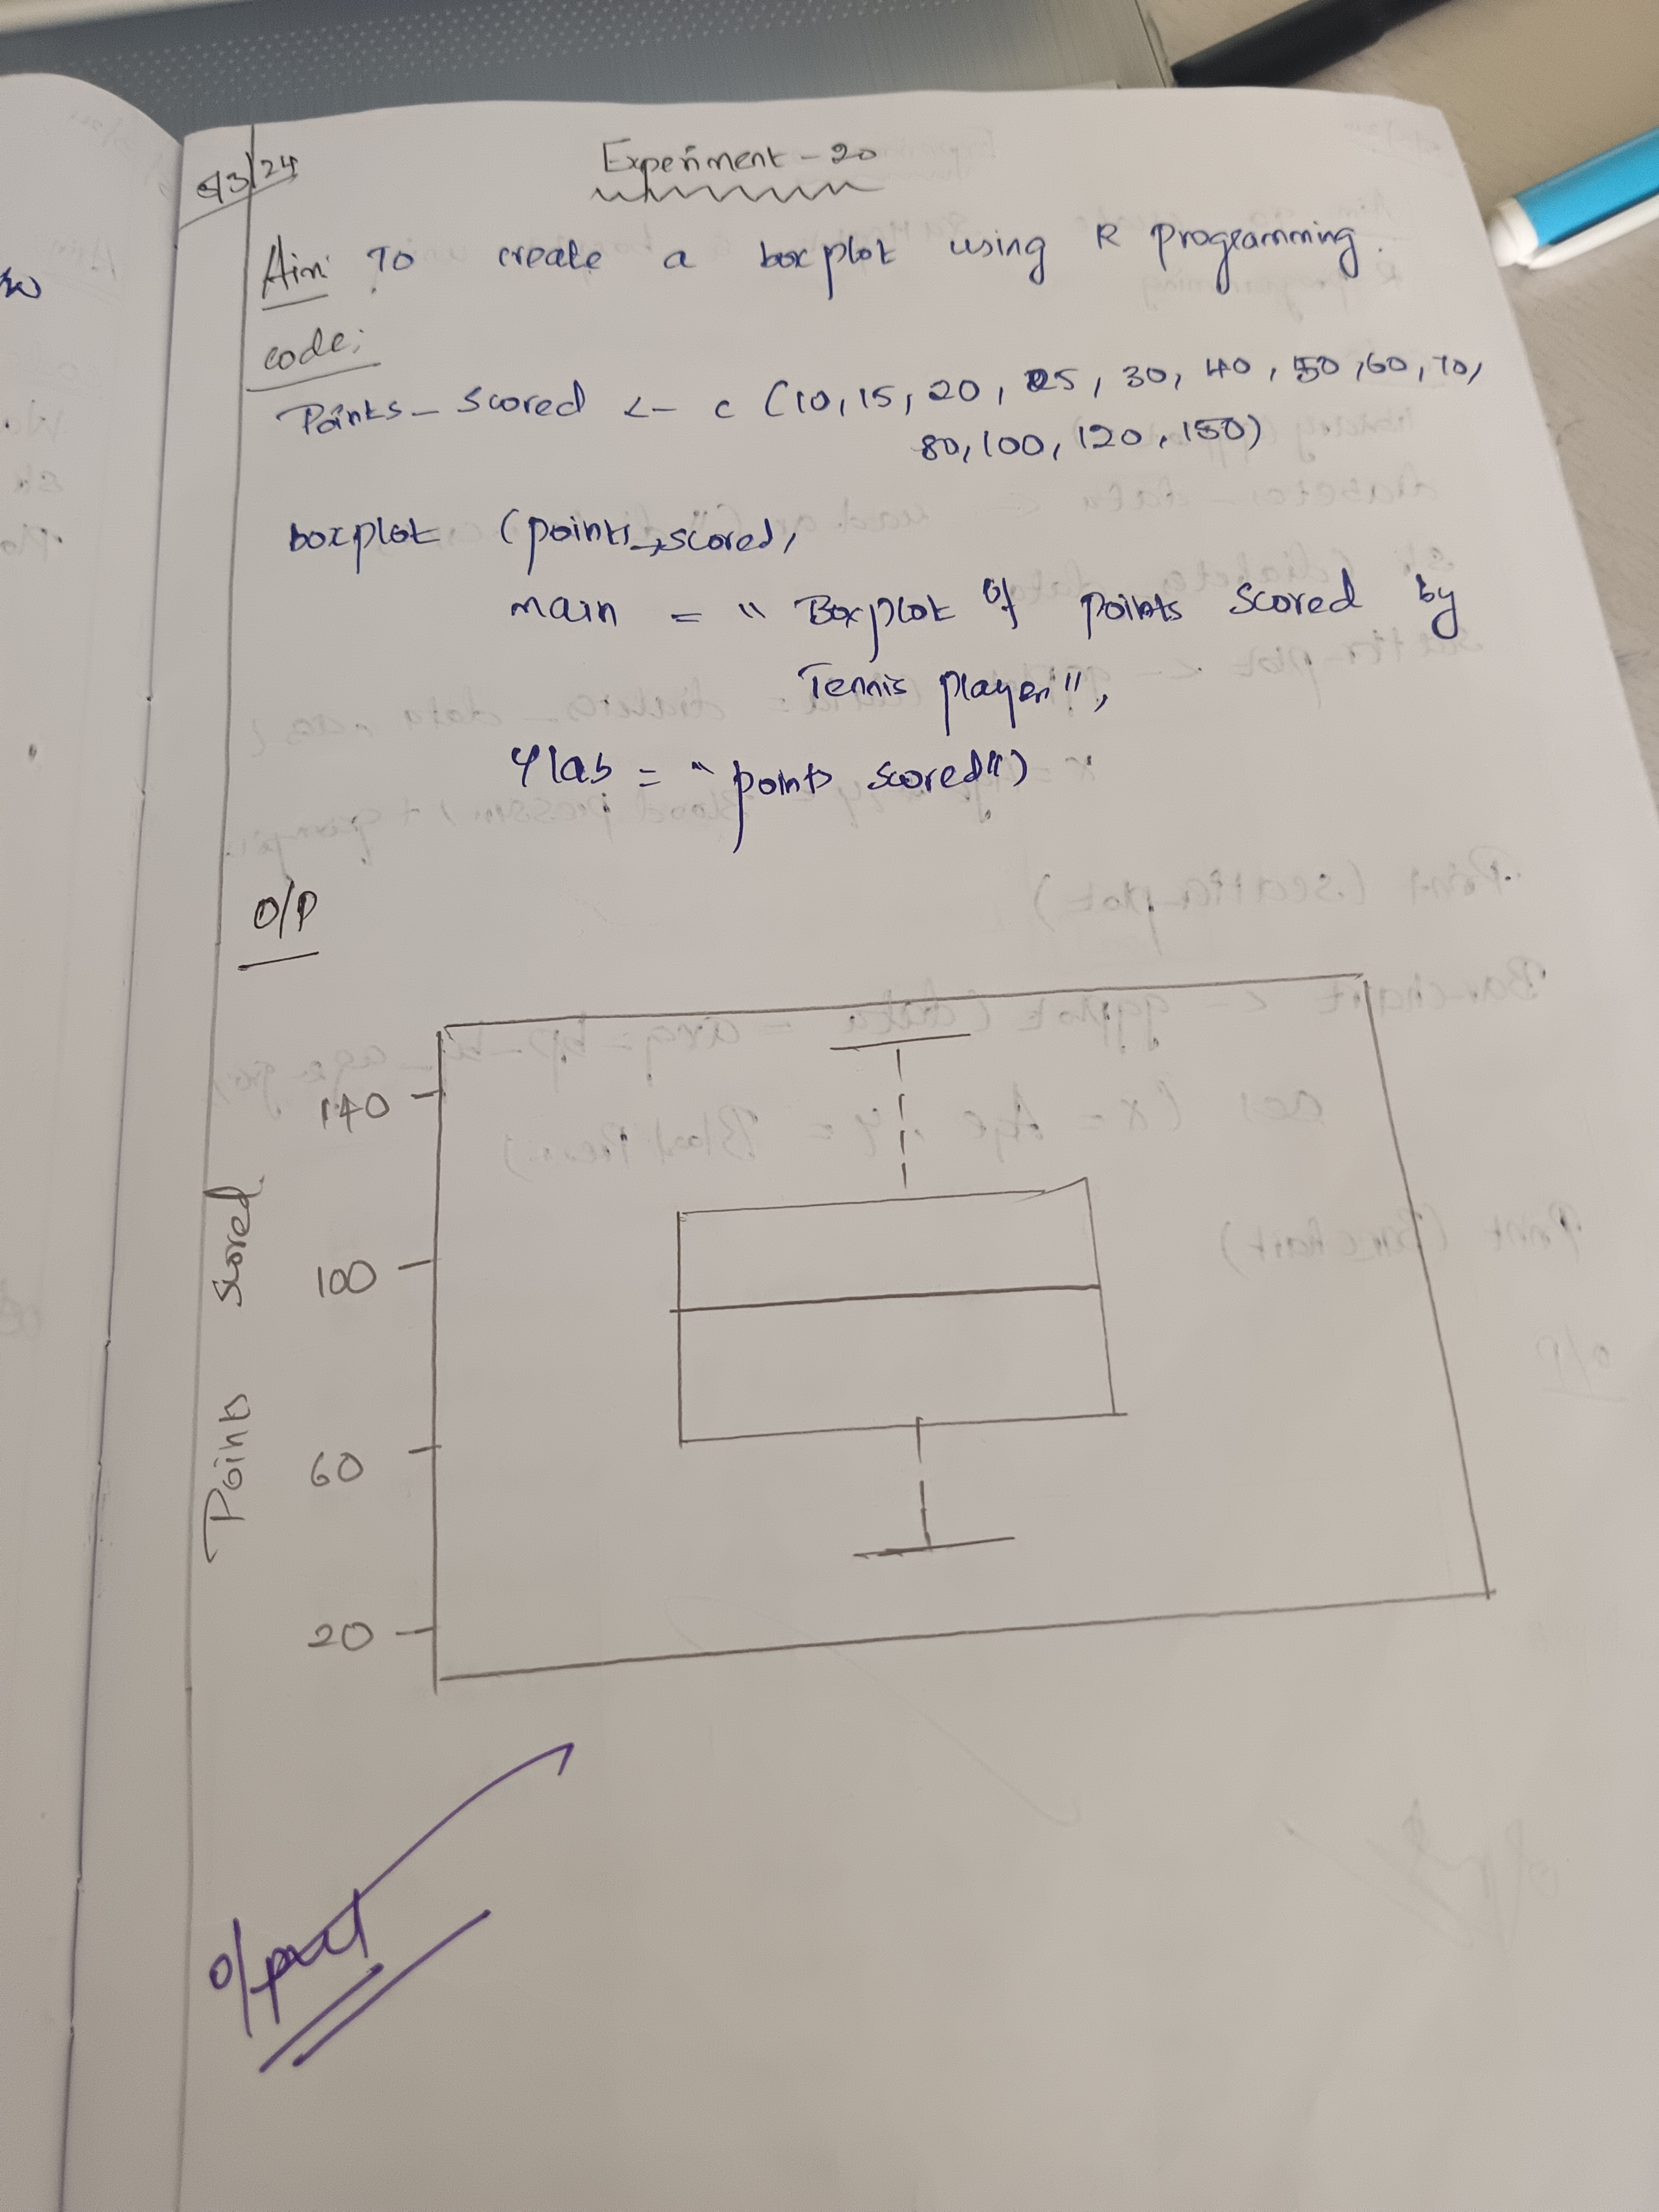 8/3/24
Experiment - 20
Aim: To create a boxplot using R programming.
code:
Points_scored <- c (10, 15, 20, 25, 30, 40, 50, 60, 70,
80, 100, 120, 150)
boxplot (points_scored,
main = "Boxplot of points scored by
Tennis player",
ylab = "points scored")
O/P
140
100
60
20
Points scored